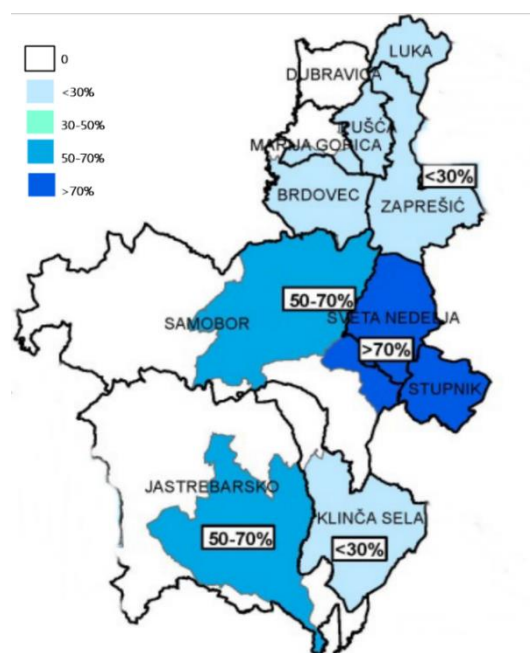 0
<30%
30-50%
50-70%
>70%
LUKA
DUBRAVICA
PUŠĆA
MARIJA GORICA
<30%
BRDOVEC
ZAPREŠIĆ
50-70%
SAMOBOR
SVETA NEDELJA
>70%
STUPNIK
JASTREBARSKO
KLINČA SELA
50-70%
<30%